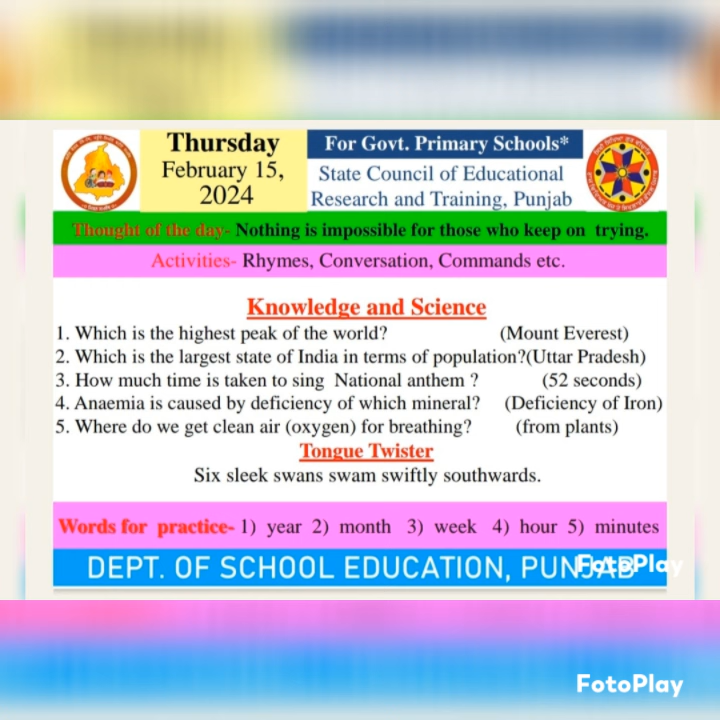 Thursday
February 15,
2024
For Govt. Primary Schools*
State Council of Educational
Research and Training, Punjab
Thought of the day- Nothing is impossible for those who keep on trying.
Activities- Rhymes, Conversation, Commands etc.
Knowledge and Science
1. Which is the highest peak of the world? (Mount Everest)
2. Which is the largest state of India in terms of population?(Uttar Pradesh)
3. How much time is taken to sing National anthem ? (52 seconds)
4. Anaemia is caused by deficiency of which mineral? (Deficiency of Iron)
5. Where do we get clean air (oxygen) for breathing? (from plants)
Tongue Twister
Six sleek swans swam swiftly southwards.
Words for practice- 1) year 2) month 3) week 4) hour 5) minutes
DEPT. OF SCHOOL EDUCATION, PUNJAB
FotoPlay
FotoPlay